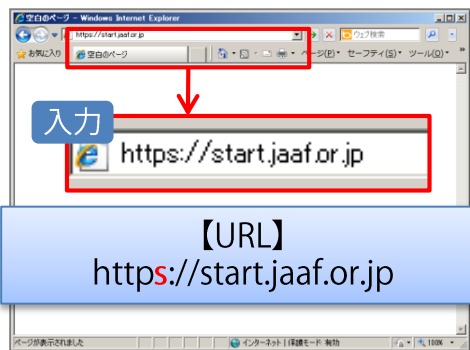 空白のページ - Windows Internet Explorer
https://start.jaaf.or.jp
ウェブ検索
お気に入り
空白のページ
ページ(P)
セーフティ(S)
ツール(O)
入力
https://start.jaaf.or.jp
【URL】
https://start.jaaf.or.jp
ページが表示されました
インターネット | 保護モード: 有効
100%